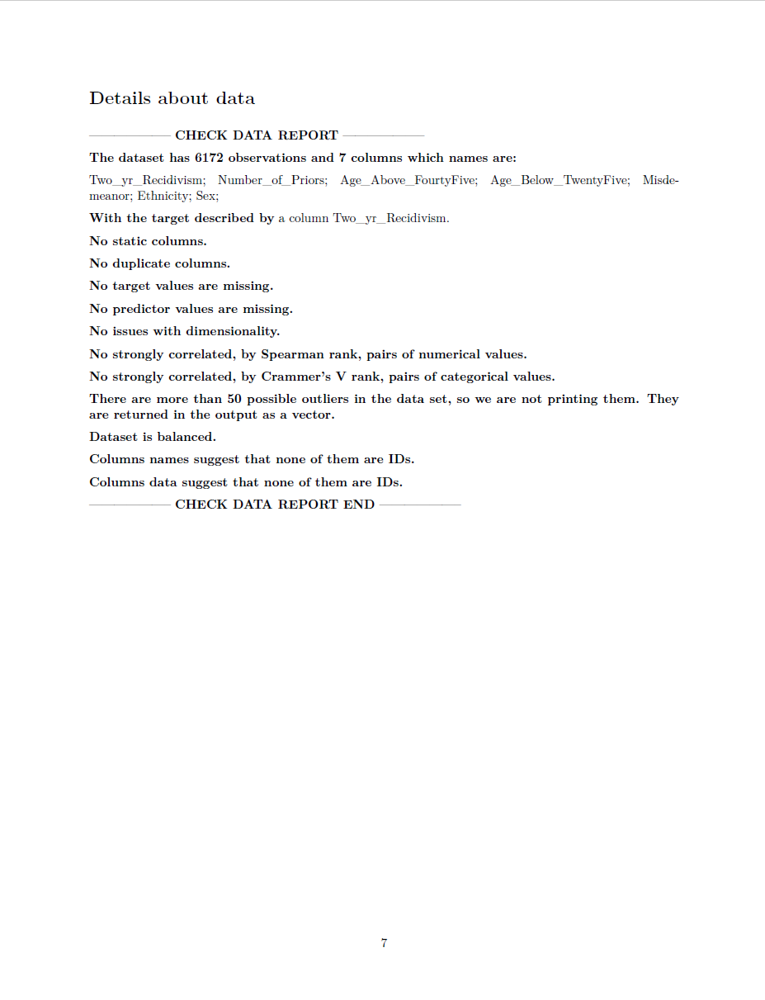 Details about data
—————— CHECK DATA REPORT ——————
The dataset has 6172 observations and 7 columns which names are:
Two_yr_Recidivism; Number_of_Priors; Age_Above_FourtyFive; Age_Below_TwentyFive; Misde-
meanor; Ethnicity; Sex;
With the target described by a column Two_yr_Recidivism.
No static columns.
No duplicate columns.
No target values are missing.
No predictor values are missing.
No issues with dimensionality.
No strongly correlated, by Spearman rank, pairs of numerical values.
No strongly correlated, by Crammer's V rank, pairs of categorical values.
There are more than 50 possible outliers in the data set, so we are not printing them. They
are returned in the output as a vector.
Dataset is balanced.
Columns names suggest that none of them are IDs.
Columns data suggest that none of them are IDs.
—————— CHECK DATA REPORT END ——————
7